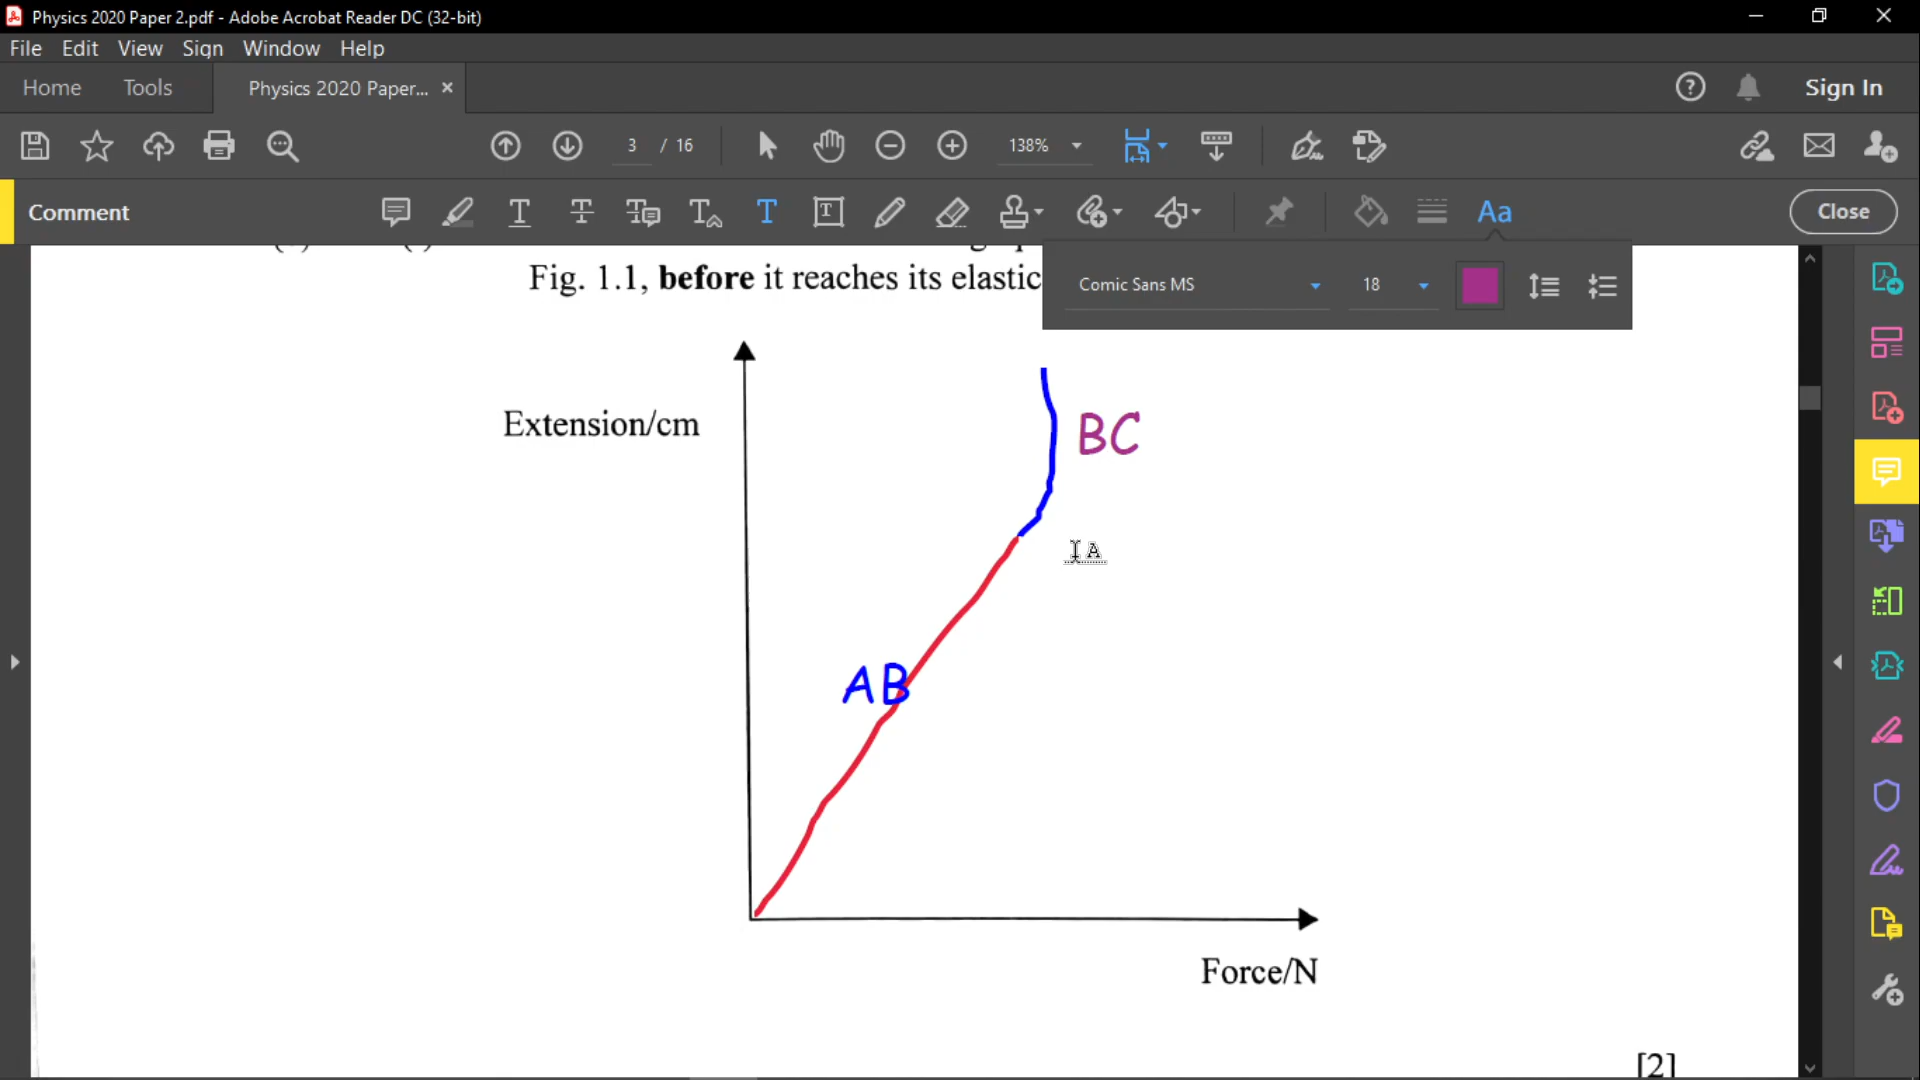 Physics 2020 Paper 2.pdf - Adobe Acrobat Reader DC (32-bit)
File Edit View Sign Window Help
Home Tools Physics 2020 Paper... × Sign In
3 / 16 138%
Comment Close
Fig. 1.1, before it reaches its elastic
Comic Sans MS 18
Extension/cm
BC
AB
Force/N
[2]